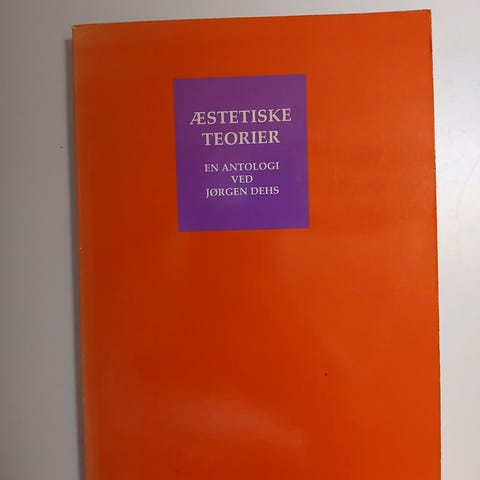 ÆSTETISKE
TEORIER
EN ANTOLOGI
VED
JØRGEN DEHS